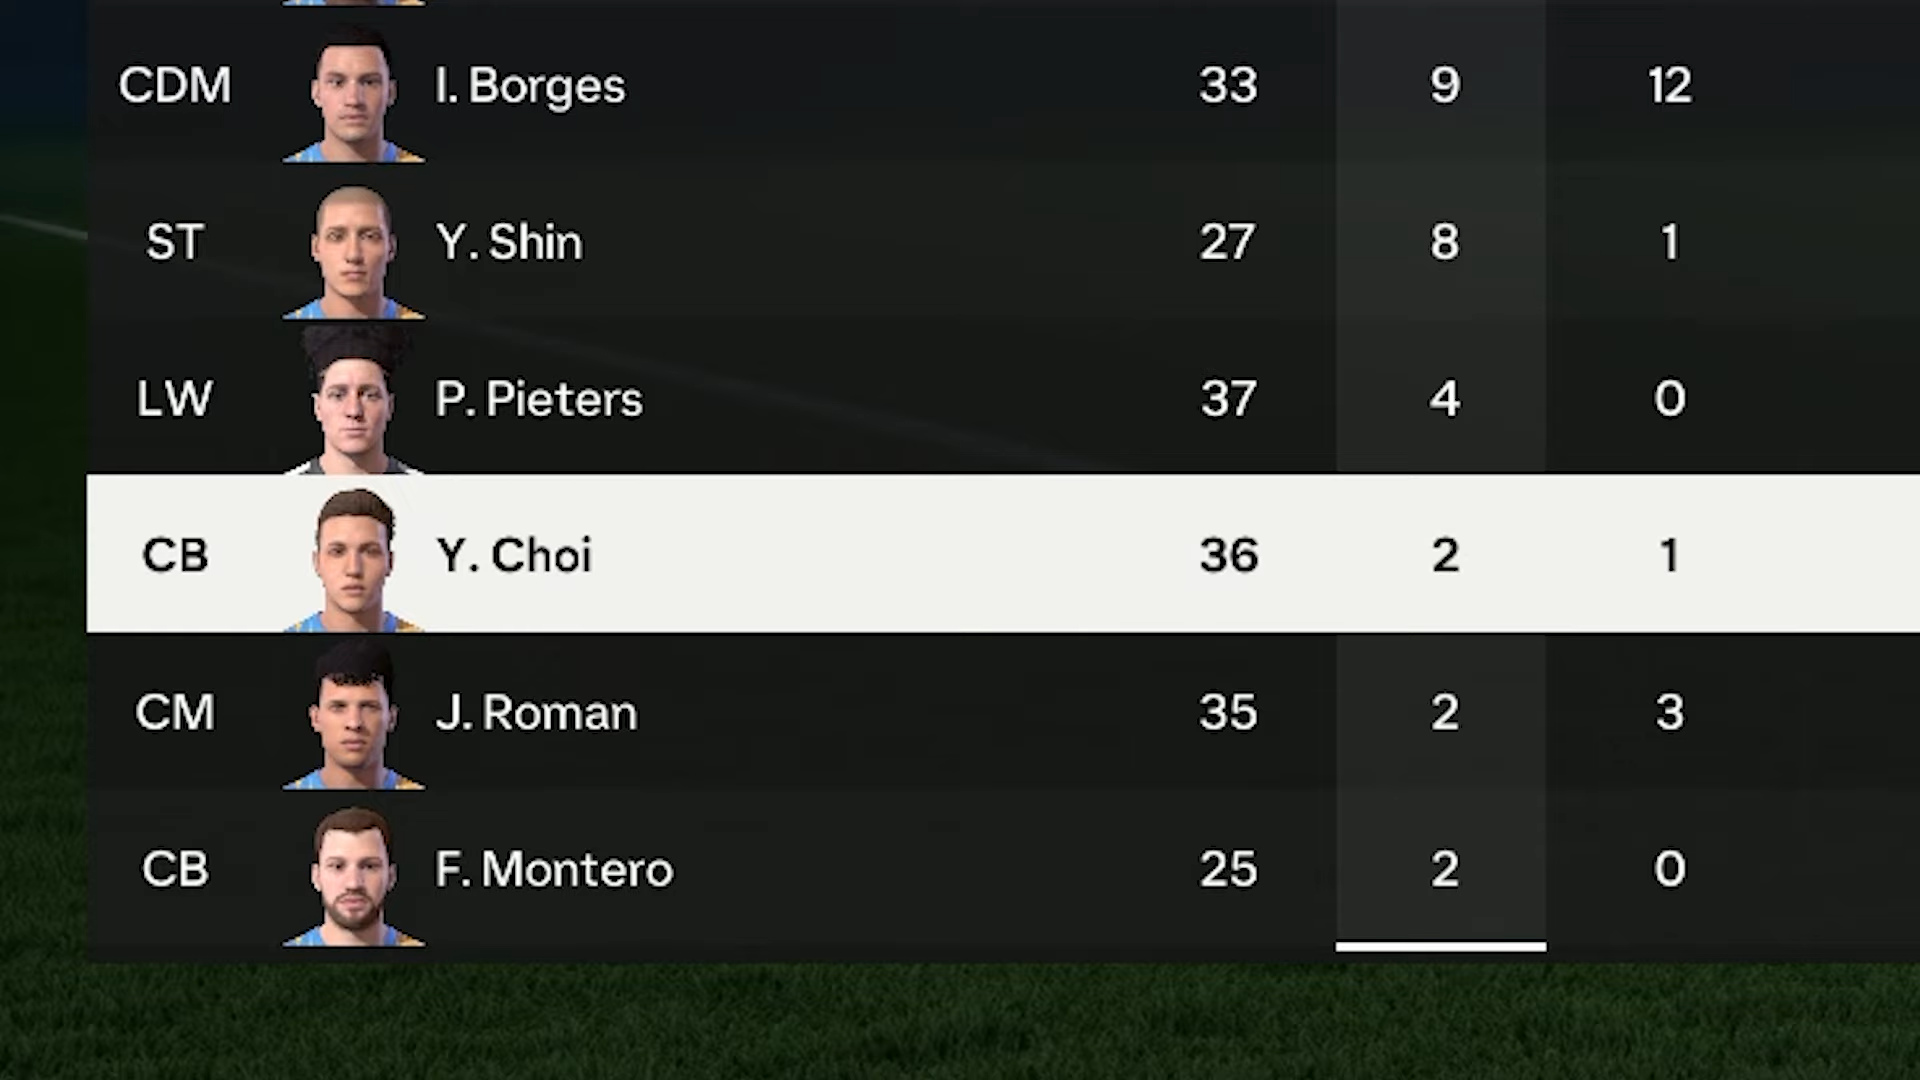 CDM I. Borges 33 9 12
ST Y. Shin 27 8 1
LW P. Pieters 37 4 0
CB Y. Choi 36 2 1
CM J. Roman 35 2 3
CB F. Montero 25 2 0